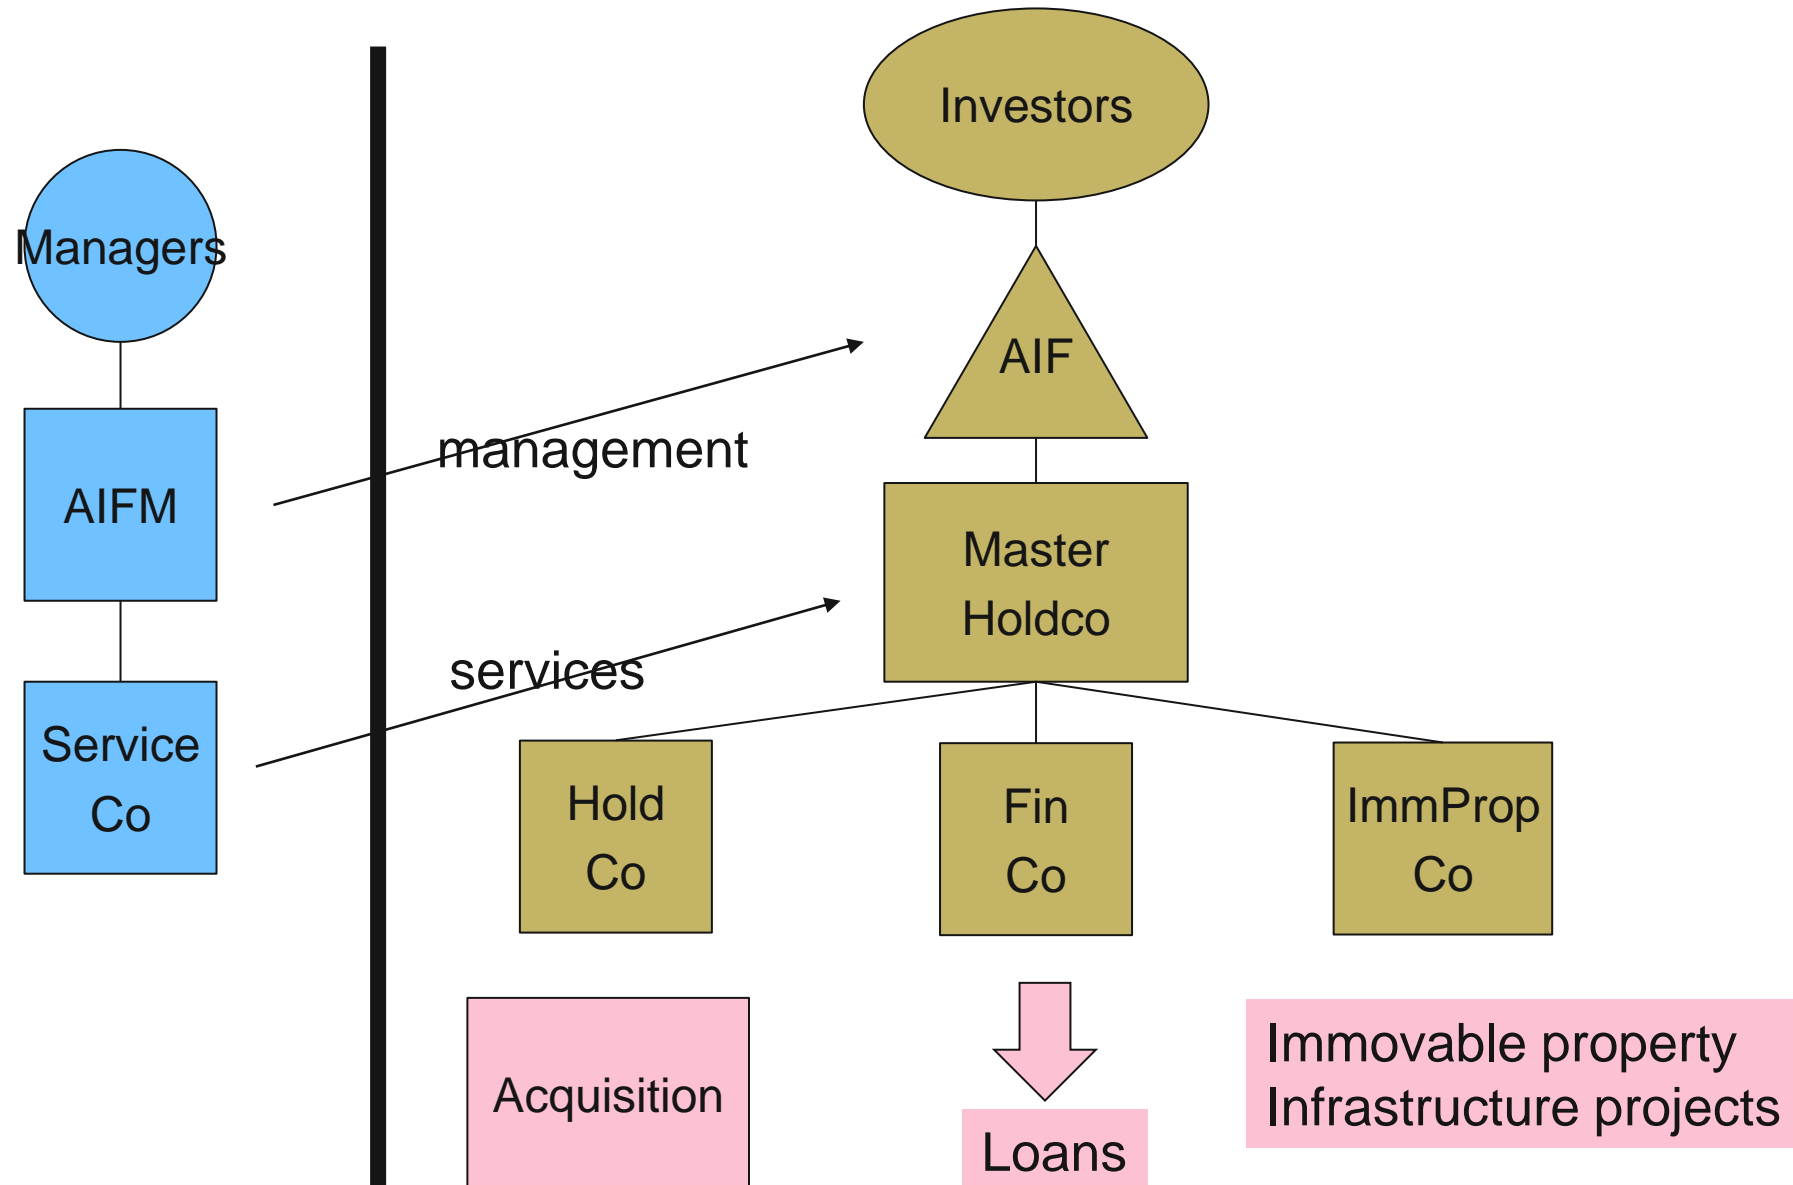 Investors
Managers
AIF
management
AIFM
Master
Holdco
services
Service
Co
Hold
Co
Fin
Co
ImmProp
Co
Acquisition
Loans
Immovable property
Infrastructure projects